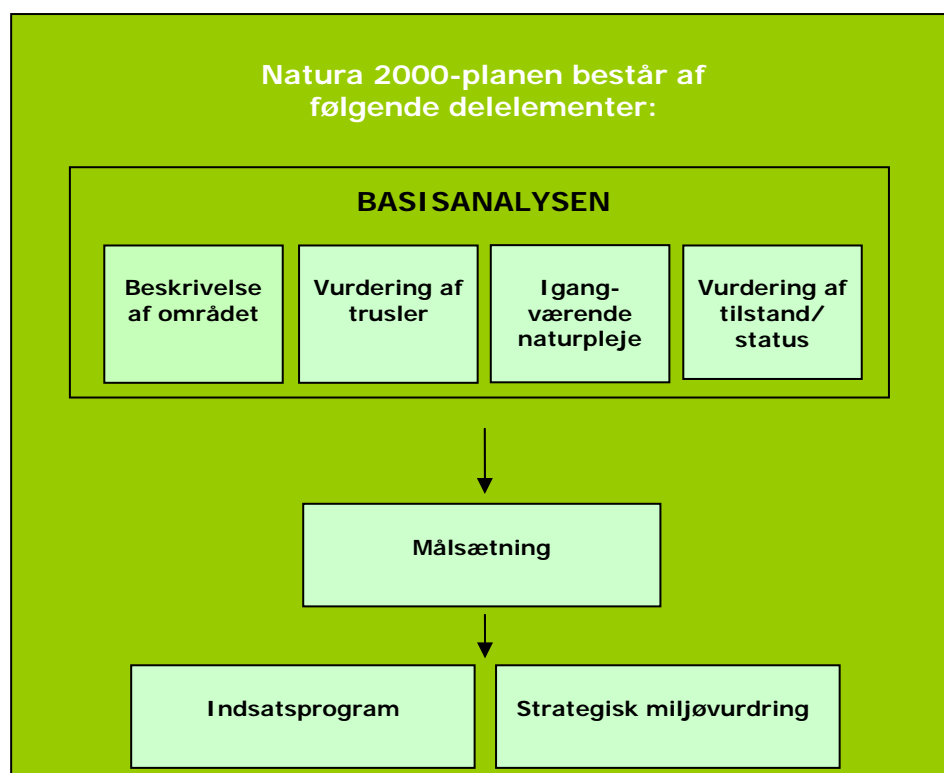 Natura 2000-planen består af
følgende delelementer:
BASISANALYSEN
Beskrivelse
af området
Vurdering af
trusler
Igang-
værende
naturpleje
Vurdering af
tilstand/
status
Målsætning
Indsatsprogram
Strategisk miljøvurdring